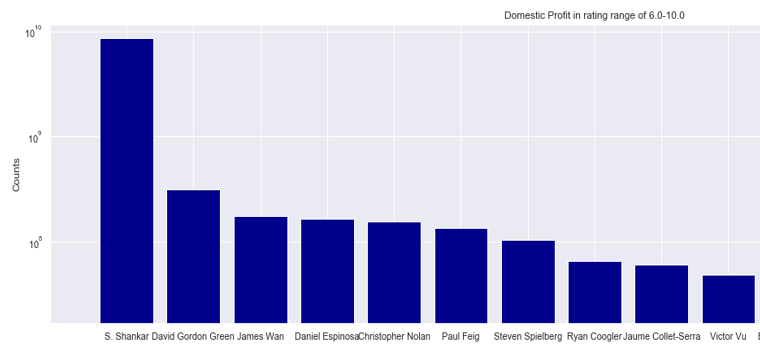 Domestic Profit in rating range of 6.0-10.0
10^10
10^9
10^8
Counts
S. Shankar David Gordon Green James Wan Daniel Espinosa Christopher Nolan Paul Feig Steven Spielberg Ryan Coogler Jaume Collet-Serra Victor Vu